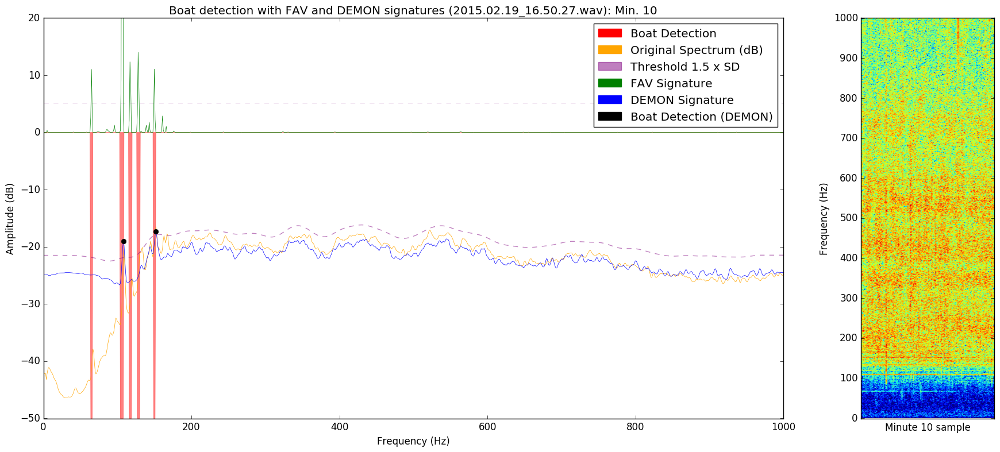 Boat detection with FAV and DEMON signatures (2015.02.19_16.50.27.wav): Min. 10
Boat Detection
Original Spectrum (dB)
Threshold 1.5 x SD
FAV Signature
DEMON Signature
Boat Detection (DEMON)
Amplitude (dB)
20
10
0
−10
−20
−30
−40
−50
0
200
400
600
800
1000
Frequency (Hz)
Frequency (Hz)
1000
900
800
700
600
500
400
300
200
100
0
Minute 10 sample